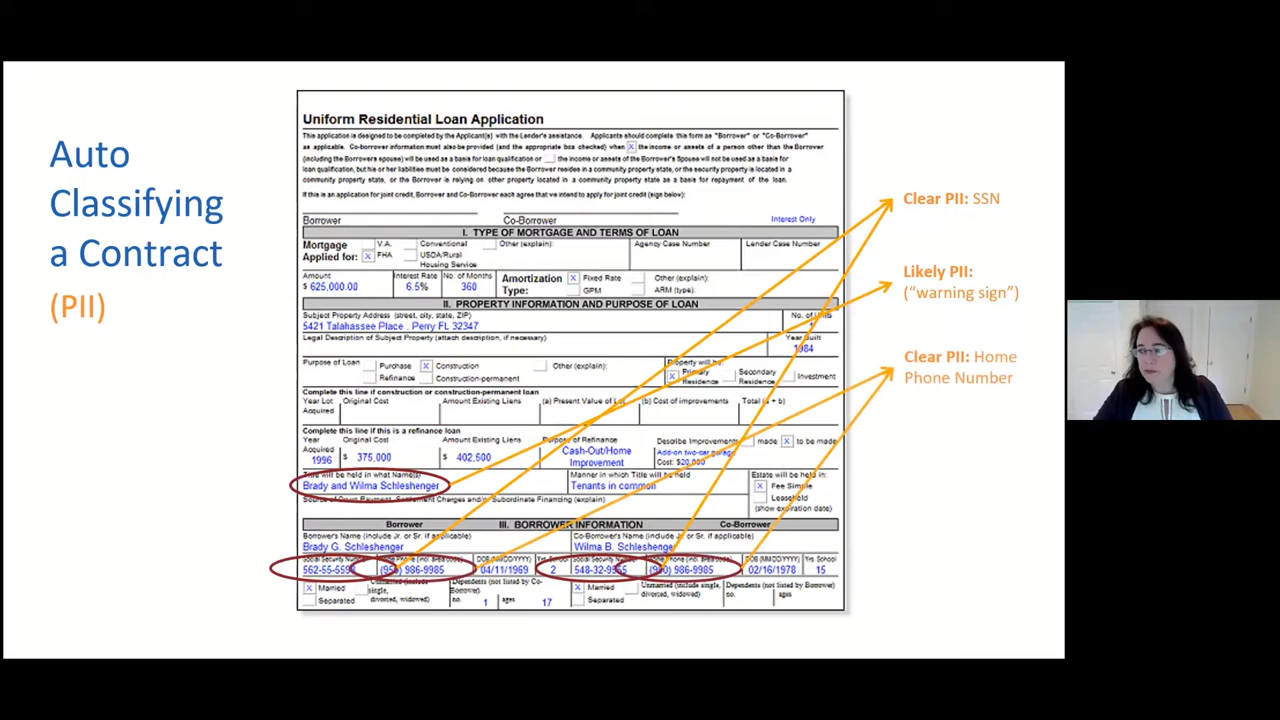 Auto
Classifying
a Contract
(PII)
Uniform Residential Loan Application
This application is designed to be completed by the Applicant(s) with the Lender's assistance. Applicants should complete this form as "Borrower" or "Co-Borrower"
as applicable. Co-borrower information must also be provided (and the appropriate box checked) when X the income or assets of a person other than the Borrower
(including the Borrower's spouse) will be used as a basis for loan qualification or the income or assets of the Borrower's Spouse will not be used as a basis for
loan qualification, but his or her liabilities must be considered because the Borrower resides in a community property state, or the security property is located in a
community property state, or the Borrower is relying on other property located in a community property state as a basis for repayment of the loan.
If this is an application for joint credit, Borrower and Co-Borrower each agree that we intend to apply for joint credit (sign below):
Borrower Co-Borrower Interest Only
I. TYPE OF MORTGAGE AND TERMS OF LOAN
Mortgage V.A. Conventional Other (explain): Agency Case Number Lender Case Number
Applied for: X FHA USDA/Rural
Housing Service
Amount Interest Rate No. of Months Amortization X Fixed Rate Other (explain):
$ 625,000.00 6.5% 360 Type: GPM ARM (type):
II. PROPERTY INFORMATION AND PURPOSE OF LOAN
Subject Property Address (street, city, state, ZIP) No. of Units
5421 Talahassee Place , Perry FL 32347
Legal Description of Subject Property (attach description, if necessary) Year Built
1984
Purpose of Loan Purchase X Construction Other (explain): Property will be:
Refinance Construction-permanent X Primary Residence Secondary Residence Investment
Complete this line if construction or construction-permanent loan
Year Lot Acquired Original Cost Amount Existing Liens (a) Present Value of Lot (b) Cost of improvements Total (a + b)
Complete this line if this is a refinance loan
Year Acquired Original Cost Amount Existing Liens Purpose of Refinance Describe Improvements made X to be made
1996 $ 375,000 $ 402,500 Cash-Out/Home Improvement Add-on two-car garage
Cost: $20,000
Title will be held in what Name(s) Manner in which Title will be held Estate will be held in:
Brady and Wilma Schleshenger Tenants in common X Fee Simple
Leasehold
(show expiration date)
Source of Down Payment, Settlement Charges and/or Subordinate Financing (explain)
Borrower III. BORROWER INFORMATION Co-Borrower
Borrower's Name (include Jr. or Sr. if applicable) Co-Borrower's Name (include Jr. or Sr. if applicable)
Brady G. Schleshenger Wilma B. Schleshenger
Social Security Number Home Phone (incl. area code) DOB (MM/DD/YYYY) Yrs. School Social Security Number Home Phone (incl. area code) DOB (MM/DD/YYYY) Yrs. School
986-9985 04/11/1969 2 986-9985 02/16/1978 15
X Married Unmarried (include single, divorced, widowed) Dependents (not listed by Co-Borrower) X Married Unmarried (include single, divorced, widowed) Dependents (not listed by Borrower)
Separated no. 1 ages 17 Separated no. ages
Clear PII: SSN
Likely PII:
("warning sign")
Clear PII: Home
Phone Number